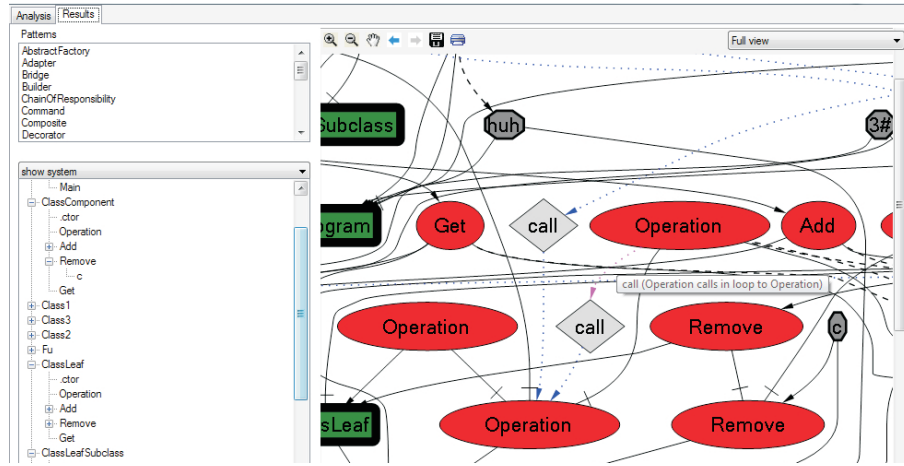 Analysis Results
Patterns
AbstractFactory
Adapter
Bridge
Builder
ChainOfResponsibility
Command
Composite
Decorator
show system
Main
ClassComponent
.ctor
Operation
Add
Remove
c
Get
Class1
Class3
Class2
Fu
ClassLeaf
.ctor
Operation
Add
Remove
Get
ClassLeafSubclass
Full view
Subclass
huh
3#
ogram
Get
call
Operation
Add
call (Operation calls in loop to Operation)
Operation
call
Remove
c
sLeaf
Operation
Remove